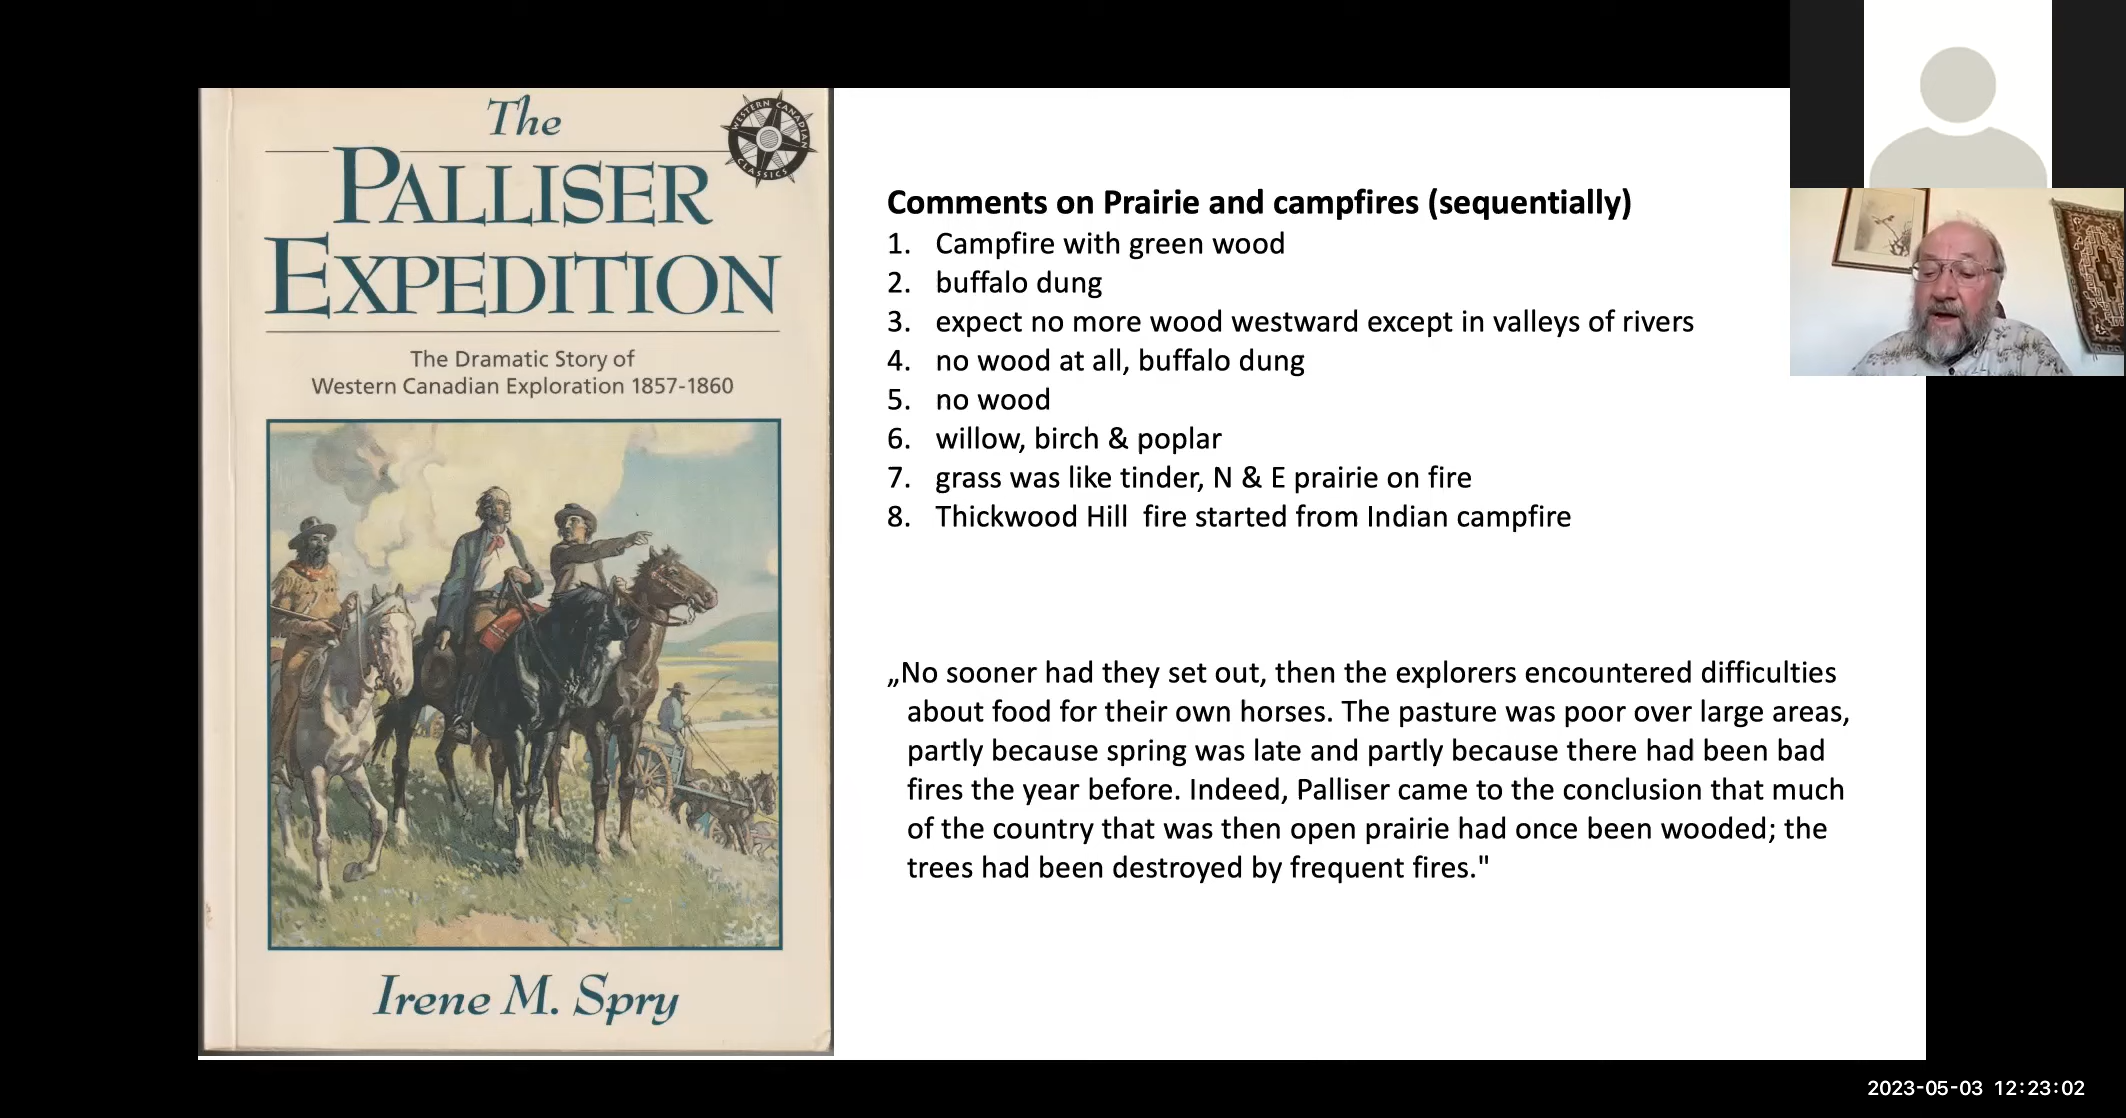 The
WESTERN CANADIAN
CLASSICS
PALLISER
EXPEDITION
The Dramatic Story of
Western Canadian Exploration 1857-1860
Irene M. Spry
Comments on Prairie and campfires (sequentially)
1. Campfire with green wood
2. buffalo dung
3. expect no more wood westward except in valleys of rivers
4. no wood at all, buffalo dung
5. no wood
6. willow, birch & poplar
7. grass was like tinder, N & E prairie on fire
8. Thickwood Hill  fire started from Indian campfire
„No sooner had they set out, then the explorers encountered difficulties
about food for their own horses. The pasture was poor over large areas,
partly because spring was late and partly because there had been bad
fires the year before. Indeed, Palliser came to the conclusion that much
of the country that was then open prairie had once been wooded; the
trees had been destroyed by frequent fires."
2023-05-03 12:23:02